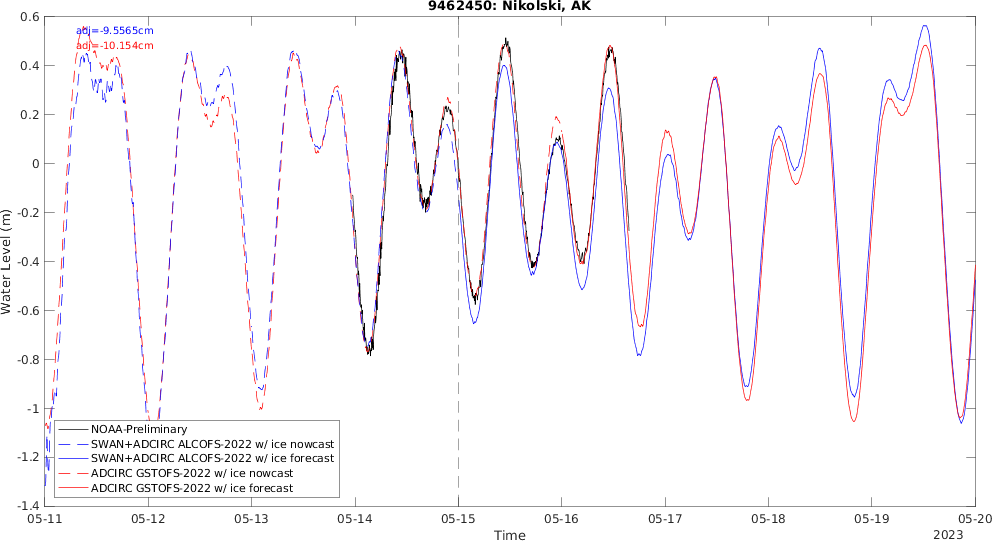 9462450: Nikolski, AK
adj=-9.5565cm
adj=-10.154cm
0.6
0.4
0.2
0
-0.2
-0.4
-0.6
-0.8
-1
-1.2
-1.4
Water Level (m)
NOAA-Preliminary
SWAN+ADCIRC ALCOFS-2022 w/ ice nowcast
SWAN+ADCIRC ALCOFS-2022 w/ ice forecast
ADCIRC GSTOFS-2022 w/ ice nowcast
ADCIRC GSTOFS-2022 w/ ice forecast
05-11 05-12 05-13 05-14 05-15 05-16 05-17 05-18 05-19 05-20
Time
2023